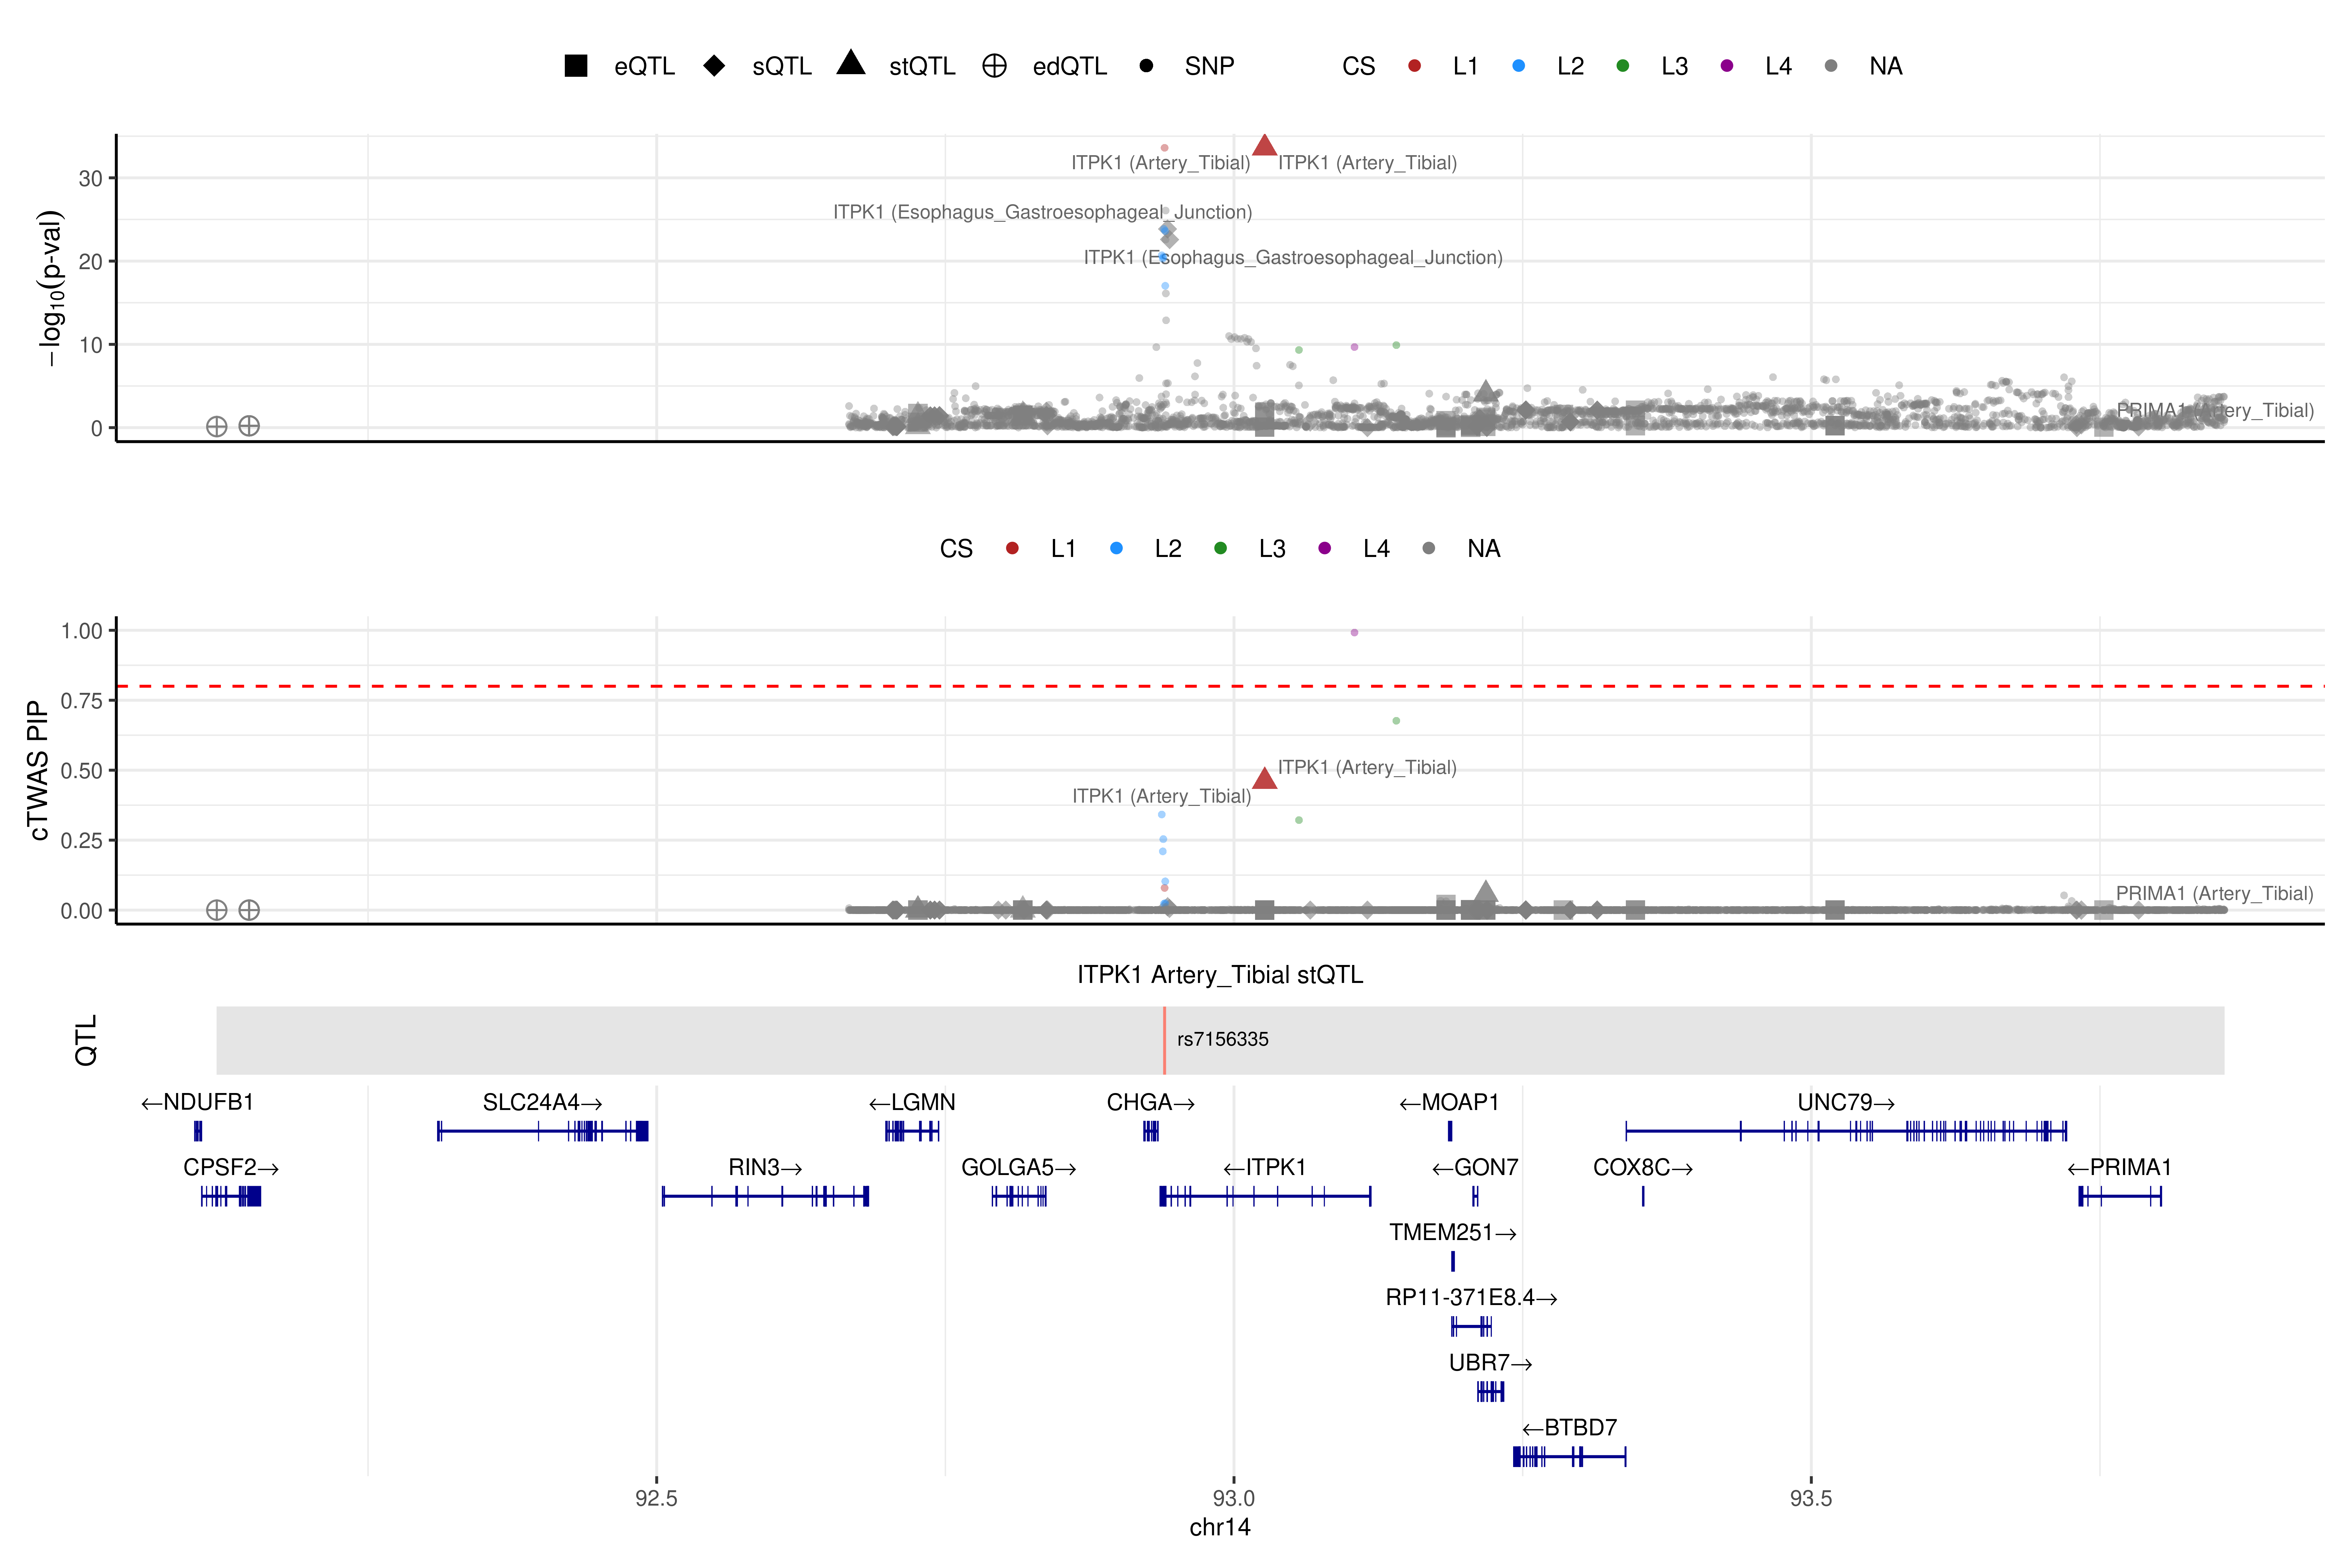 eQTL sQTL stQTL edQTL SNP CS L1 L2 L3 L4 NA
−log10(p-val)
30
20
10
0
ITPK1 (Artery_Tibial) ITPK1 (Artery_Tibial)
ITPK1 (Esophagus_Gastroesophageal_Junction)
ITPK1 (Esophagus_Gastroesophageal_Junction)
PRIMA1 (Artery_Tibial)
CS L1 L2 L3 L4 NA
cTWAS PIP
1.00
0.75
0.50
0.25
0.00
ITPK1 (Artery_Tibial)
ITPK1 (Artery_Tibial)
PRIMA1 (Artery_Tibial)
ITPK1 Artery_Tibial stQTL
QTL
rs7156335
←NDUFB1 SLC24A4→ ←LGMN CHGA→ ←MOAP1 UNC79→
CPSF2→ RIN3→ GOLGA5→ ←ITPK1 ←GON7 COX8C→ ←PRIMA1
TMEM251→
RP11-371E8.4→
UBR7→
←BTBD7
92.5 93.0 93.5
chr14